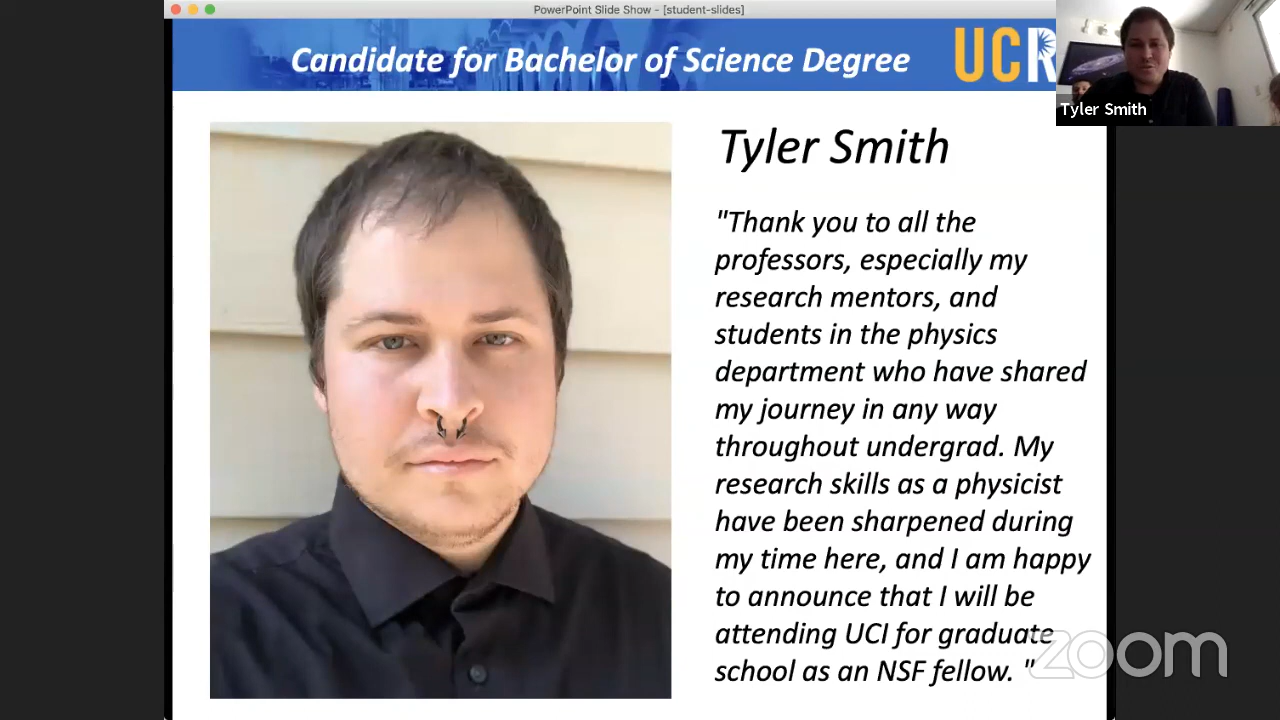 PowerPoint Slide Show - [student-slides]
Candidate for Bachelor of Science Degree
UCR
Tyler Smith
Tyler Smith
"Thank you to all the
professors, especially my
research mentors, and
students in the physics
department who have shared
my journey in any way
throughout undergrad. My
research skills as a physicist
have been sharpened during
my time here, and I am happy
to announce that I will be
attending UCI for graduate
school as an NSF fellow. "
zoom